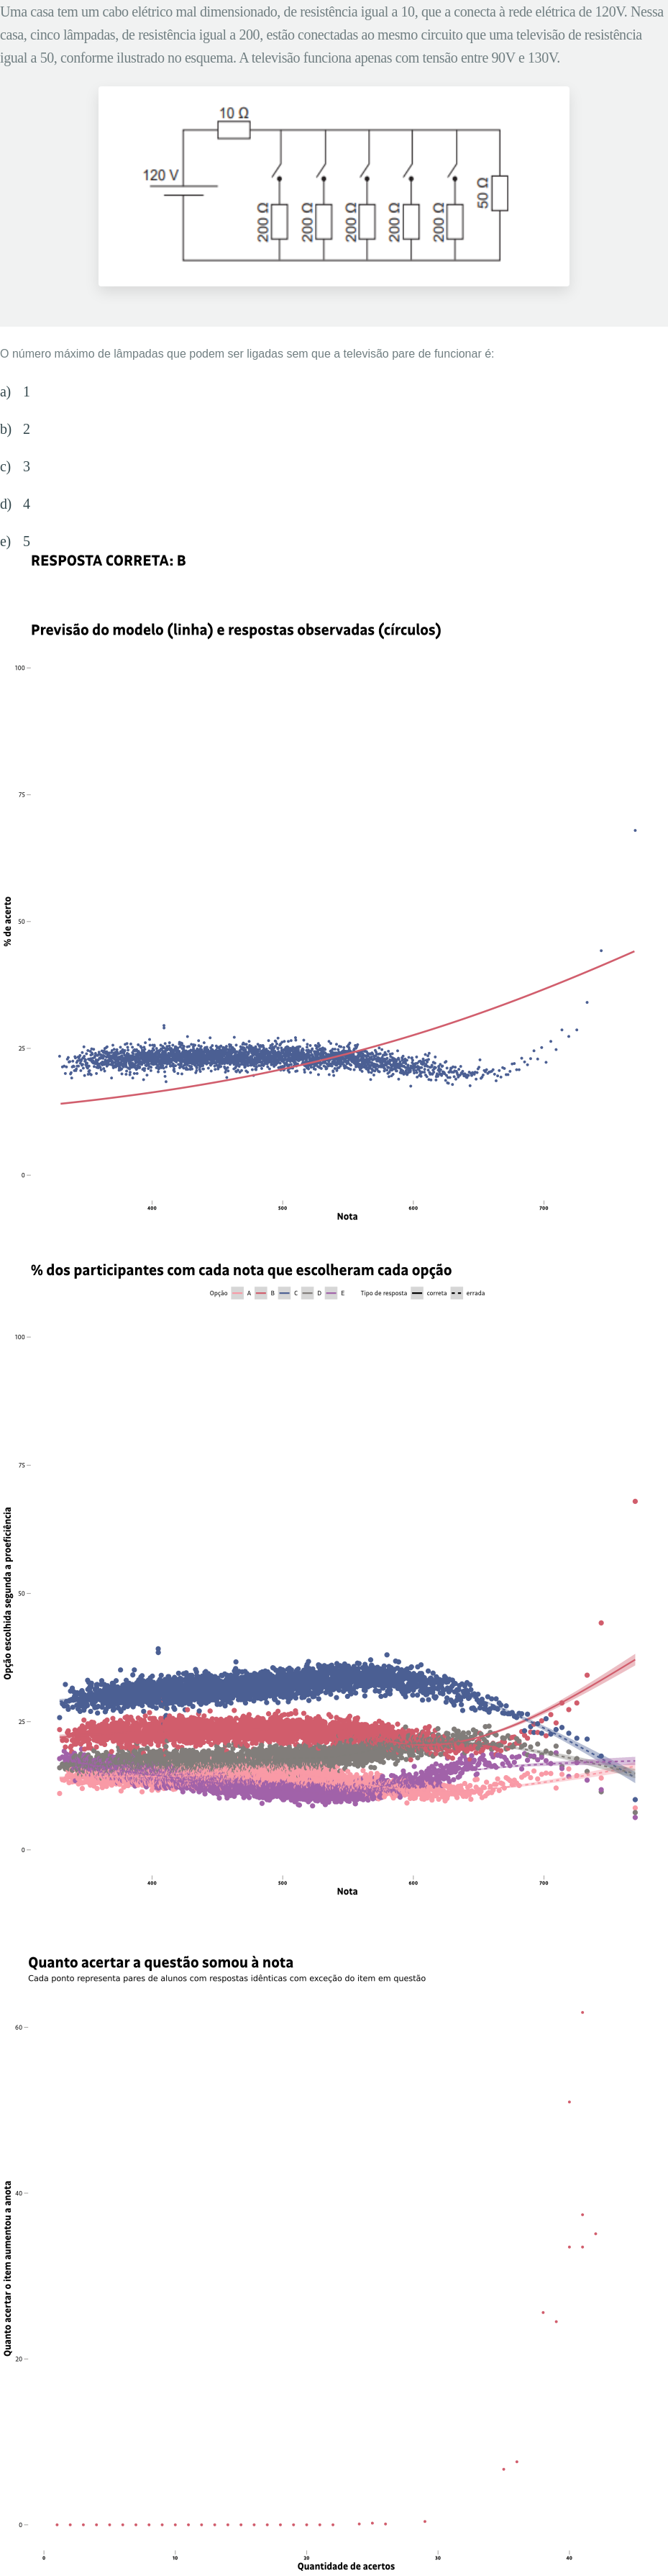 Uma casa tem um cabo elétrico mal dimensionado, de resistência igual a 10, que a conecta à rede elétrica de 120V. Nessa
casa, cinco lâmpadas, de resistência igual a 200, estão conectadas ao mesmo circuito que uma televisão de resistência
igual a 50, conforme ilustrado no esquema. A televisão funciona apenas com tensão entre 90V e 130V.
10 Ω
120 V
200 Ω
200 Ω
200 Ω
200 Ω
200 Ω
50 Ω
O número máximo de lâmpadas que podem ser ligadas sem que a televisão pare de funcionar é:
a) 1
b) 2
c) 3
d) 4
e) 5
RESPOSTA CORRETA: B
Previsão do modelo (linha) e respostas observadas (círculos)
100
75
50
25
0
% de acerto
400 500 600 700
Nota
% dos participantes com cada nota que escolheram cada opção
Opção A B C D E Tipo de resposta correta errada
100
75
50
25
0
Opção escolhida segunda a proeficiência
400 500 600 700
Nota
Quanto acertar a questão somou à nota
Cada ponto representa pares de alunos com respostas idênticas com exceção do item em questão
60
40
20
0
Quanto acertar o item aumentou a anota
0 10 20 30 40
Quantidade de acertos